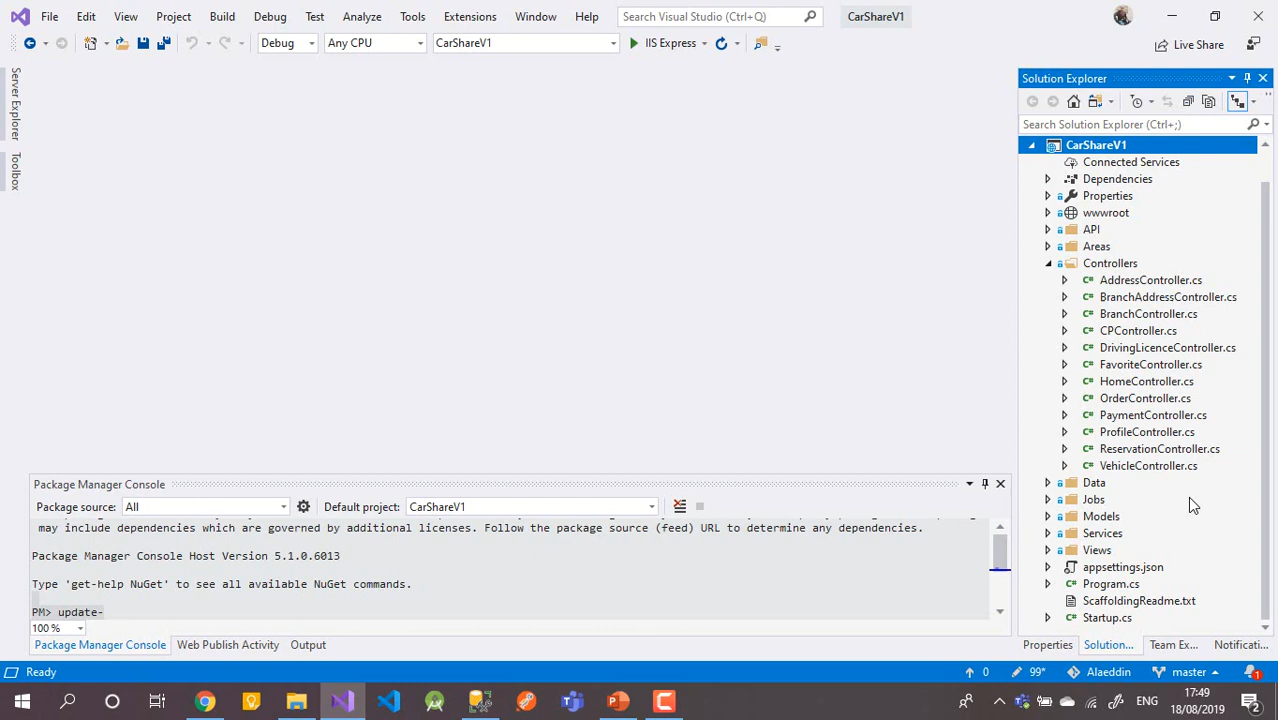 File Edit View Project Build Debug Test Analyze Tools Extensions Window Help Search Visual Studio (Ctrl+Q) CarShareV1
Debug Any CPU CarShareV1 IIS Express Live Share
Server Explorer
Toolbox
Solution Explorer
Search Solution Explorer (Ctrl+;)
CarShareV1
Connected Services
Dependencies
Properties
wwwroot
API
Areas
Controllers
AddressController.cs
BranchAddressController.cs
BranchController.cs
CPController.cs
DrivingLicenceController.cs
FavoriteController.cs
HomeController.cs
OrderController.cs
PaymentController.cs
ProfileController.cs
ReservationController.cs
VehicleController.cs
Data
Jobs
Models
Services
Views
appsettings.json
Program.cs
ScaffoldingReadme.txt
Startup.cs
Properties Solution... Team Ex... Notificati...
Package Manager Console
Package source: All Default project: CarShareV1
may include dependencies which are governed by aditional licenses. Follow the package source (feed) URL to determine any dependencies.
Package Manager Console Host Version 5.1.0.6013
Type 'get-help NuGet' to see all available NuGet commands.
PM> update-
100 %
Package Manager Console Web Publish Activity Output
Ready 0 99* Alaeddin master 1
ENG 17:49
18/08/2019 2